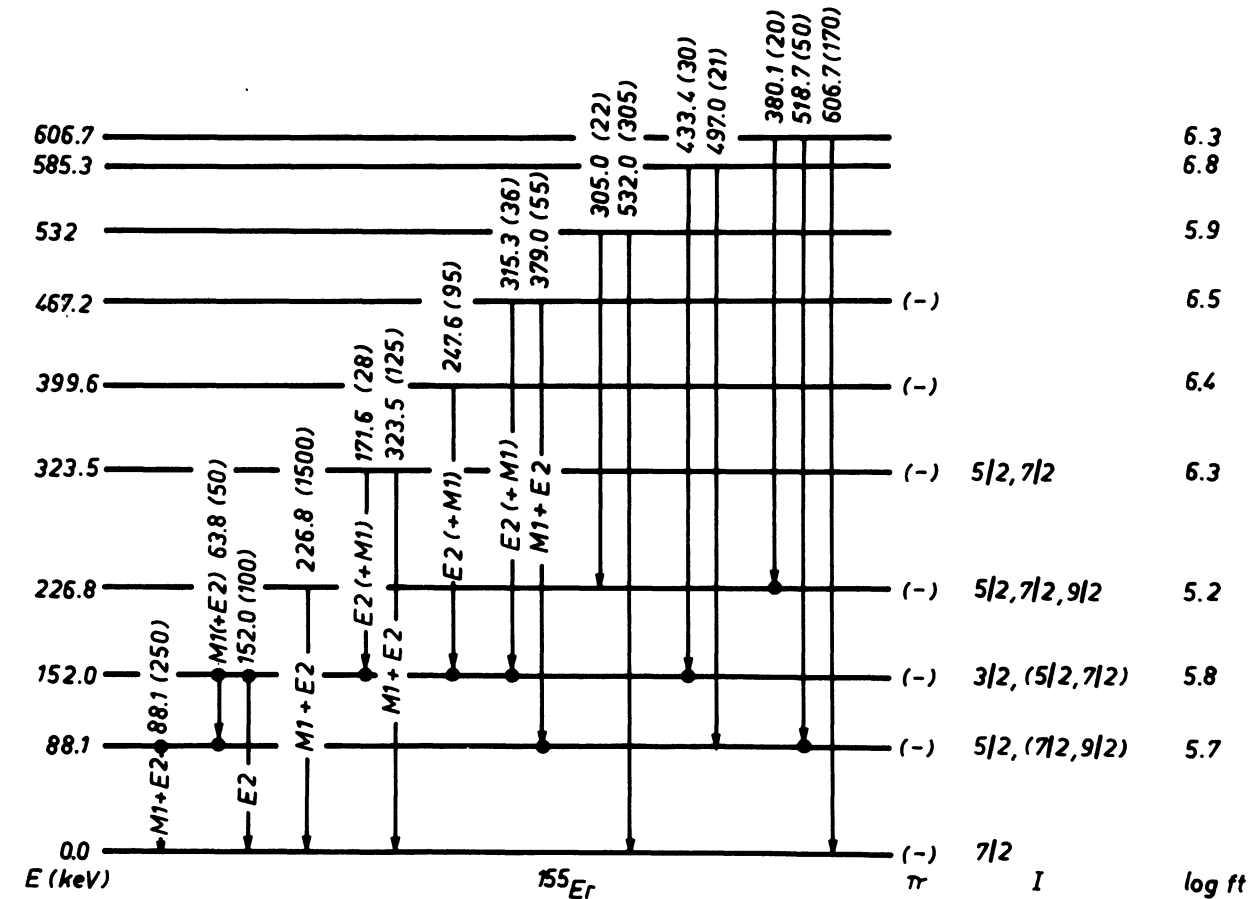 380.1 (20)
518.7 (50)
606.7 (170)
433.4 (30)
497.0 (21)
305.0 (22)
532.0 (305)
606.7 6.3
585.3 6.8
315.3 (36)
379.0 (55)
532 5.9
247.6 (95)
467.2 (-) 6.5
171.6 (28)
323.5 (125)
399.6 (-) 6.4
226.8 (1500)
323.5 (-) 5/2, 7/2 6.3
M1(+E2) 63.8 (50)
152.0 (100)
E2 (+M1)
E2 (+M1)
E2 (+M1)
M1+E2
226.8 (-) 5/2, 7/2, 9/2 5.2
M1+E2 88.1 (250)
M1+E2
M1+E2
152.0 (-) 3/2, (5/2, 7/2) 5.8
88.1 (-) 5/2, (7/2, 9/2) 5.7
E2
0.0 (-) 7/2
E (keV) 155Er π I log ft